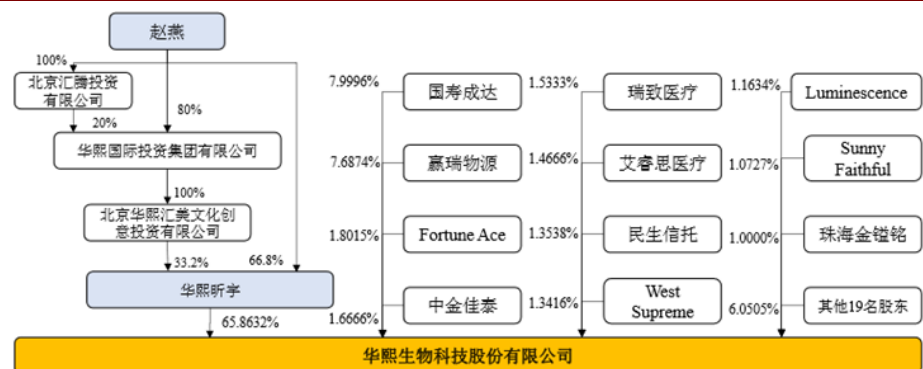 赵燕
100%
北京汇腾投资
有限公司
80%
20%
华熙国际投资集团有限公司
100%
北京华熙汇美文化创
意投资有限公司
33.2%
66.8%
华熙昕宇
65.8632%
7.9996%
国寿成达
7.6874%
赢瑞物源
1.8015%
Fortune Ace
1.6666%
中金佳泰
1.5333%
瑞致医疗
1.4666%
艾睿思医疗
1.3538%
民生信托
1.3416%
West
Supreme
1.1634%
Luminescence
1.0727%
Sunny
Faithful
1.0000%
珠海金镒铭
6.0505%
其他19名股东
华熙生物科技股份有限公司